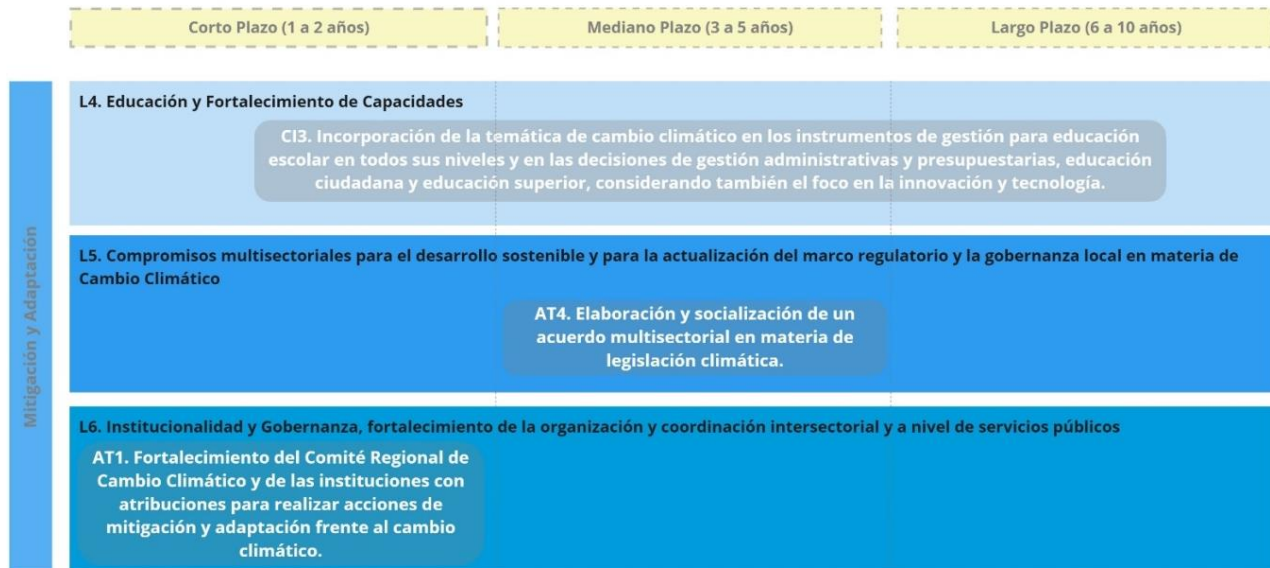 Corto Plazo (1 a 2 años)
Mediano Plazo (3 a 5 años)
Largo Plazo (6 a 10 años)
Mitigación y Adaptación
L4. Educación y Fortalecimiento de Capacidades
CI3. Incorporación de la temática de cambio climático en los instrumentos de gestión para educación
escolar en todos sus niveles y en las decisiones de gestión administrativas y presupuestarias, educación
ciudadana y educación superior, considerando también el foco en la innovación y tecnología.
L5. Compromisos multisectoriales para el desarrollo sostenible y para la actualización del marco regulatorio y la gobernanza local en materia de
Cambio Climático
AT4. Elaboración y socialización de un
acuerdo multisectorial en materia de
legislación climática.
L6. Institucionalidad y Gobernanza, fortalecimiento de la organización y coordinación intersectorial y a nivel de servicios públicos
AT1. Fortalecimiento del Comité Regional de
Cambio Climático y de las instituciones con
atribuciones para realizar acciones de
mitigación y adaptación frente al cambio
climático.